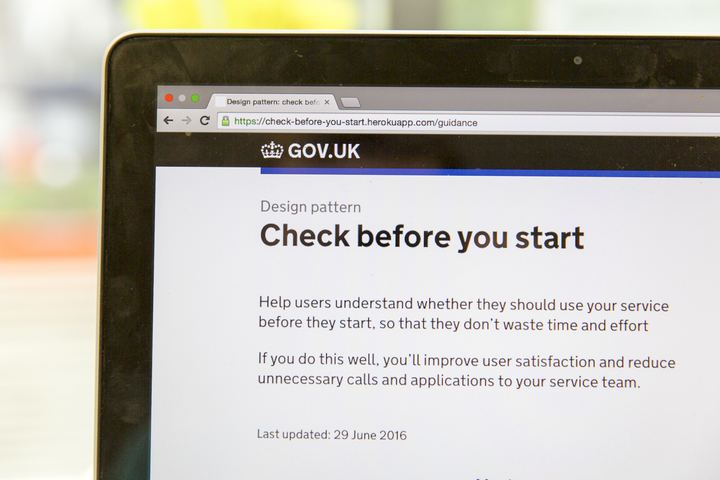 Design pattern: check befo
https://check-before-you-start.herokuapp.com/guidance
GOV.UK
Design pattern
Check before you start
Help users understand whether they should use your service
before they start, so that they don't waste time and effort
If you do this well, you'll improve user satisfaction and reduce
unnecessary calls and applications to your service team.
Last updated: 29 June 2016